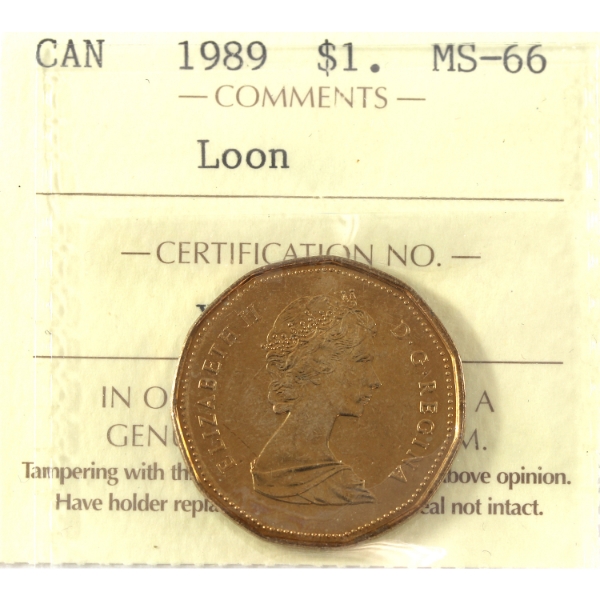 CAN 1989 $1. MS-66
— COMMENTS —
Loon
— CERTIFICATION NO. —
ELIZABETH II D·G·REGINA
IN O A
GENU M.
Tampering with th bove opinion.
Have holder repla eal not intact.